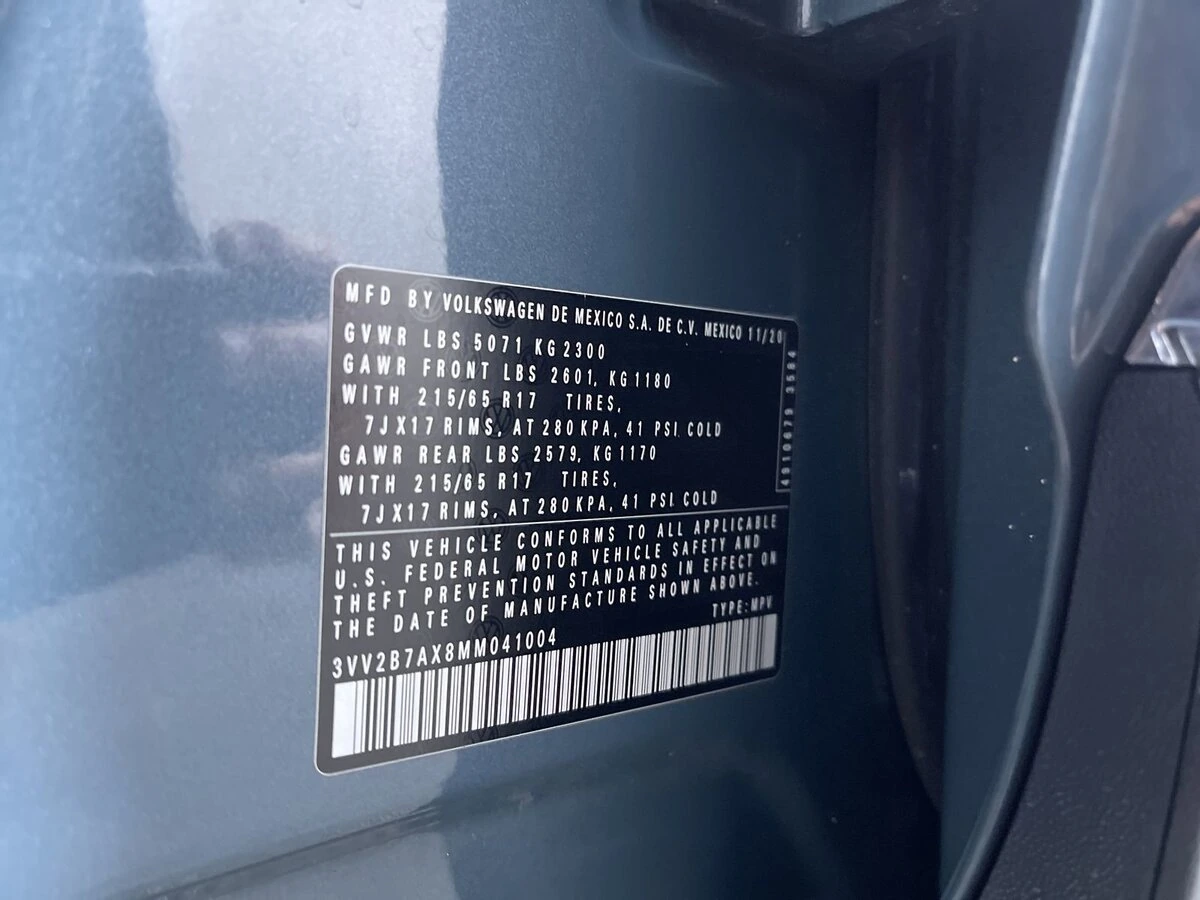 MFD BY VOLKSWAGEN DE MEXICO S.A. DE C.V. MEXICO 11/20
GVWR LBS 5071 KG 2300
GAWR FRONT LBS 2601, KG 1180
WITH 215/65 R17 TIRES,
7JX17 RIMS, AT 280 KPA, 41 PSI. COLD
GAWR REAR LBS 2579, KG 1170
WITH 215/65 R17 TIRES,
7JX17 RIMS, AT 280 KPA, 41 PSI. COLD
4910679 3584
THIS VEHICLE CONFORMS TO ALL APPLICABLE
U.S. FEDERAL MOTOR VEHICLE SAFETY AND
THEFT PREVENTION STANDARDS IN EFFECT ON
THE DATE OF MANUFACTURE SHOWN ABOVE.
TYPE: MPV
3VV2B7AX8MM041004